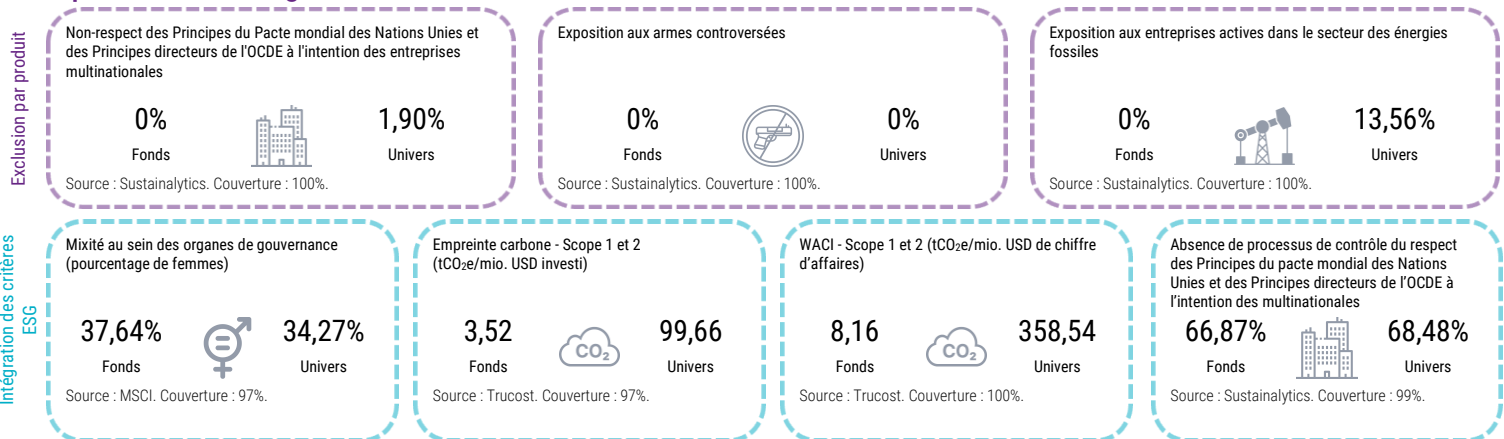 Exclusion par produit
Non-respect des Principes du Pacte mondial des Nations Unies et
des Principes directeurs de l'OCDE à l'intention des entreprises
multinationales
0%
1,90%
Fonds
Univers
Source : Sustainalytics. Couverture : 100%.
Exposition aux armes controversées
0%
0%
Fonds
Univers
Source : Sustainalytics. Couverture : 100%.
Exposition aux entreprises actives dans le secteur des énergies
fossiles
0%
13,56%
Fonds
Univers
Source : Sustainalytics. Couverture : 100%.
Intégration des critères
ESG
Mixité au sein des organes de gouvernance
(pourcentage de femmes)
37,64%
34,27%
Fonds
Univers
Source : MSCI. Couverture : 97%.
Empreinte carbone - Scope 1 et 2
(tCO₂e/mio. USD investi)
3,52
CO₂
99,66
Fonds
Univers
Source : Trucost. Couverture : 97%.
WACI - Scope 1 et 2 (tCO₂e/mio. USD de chiffre
d’affaires)
8,16
CO₂
358,54
Fonds
Univers
Source : Trucost. Couverture : 100%.
Absence de processus de contrôle du respect
des Principes du pacte mondial des Nations
Unies et des Principes directeurs de l’OCDE à
l’intention des multinationales
66,87%
68,48%
Fonds
Univers
Source : Sustainalytics. Couverture : 99%.